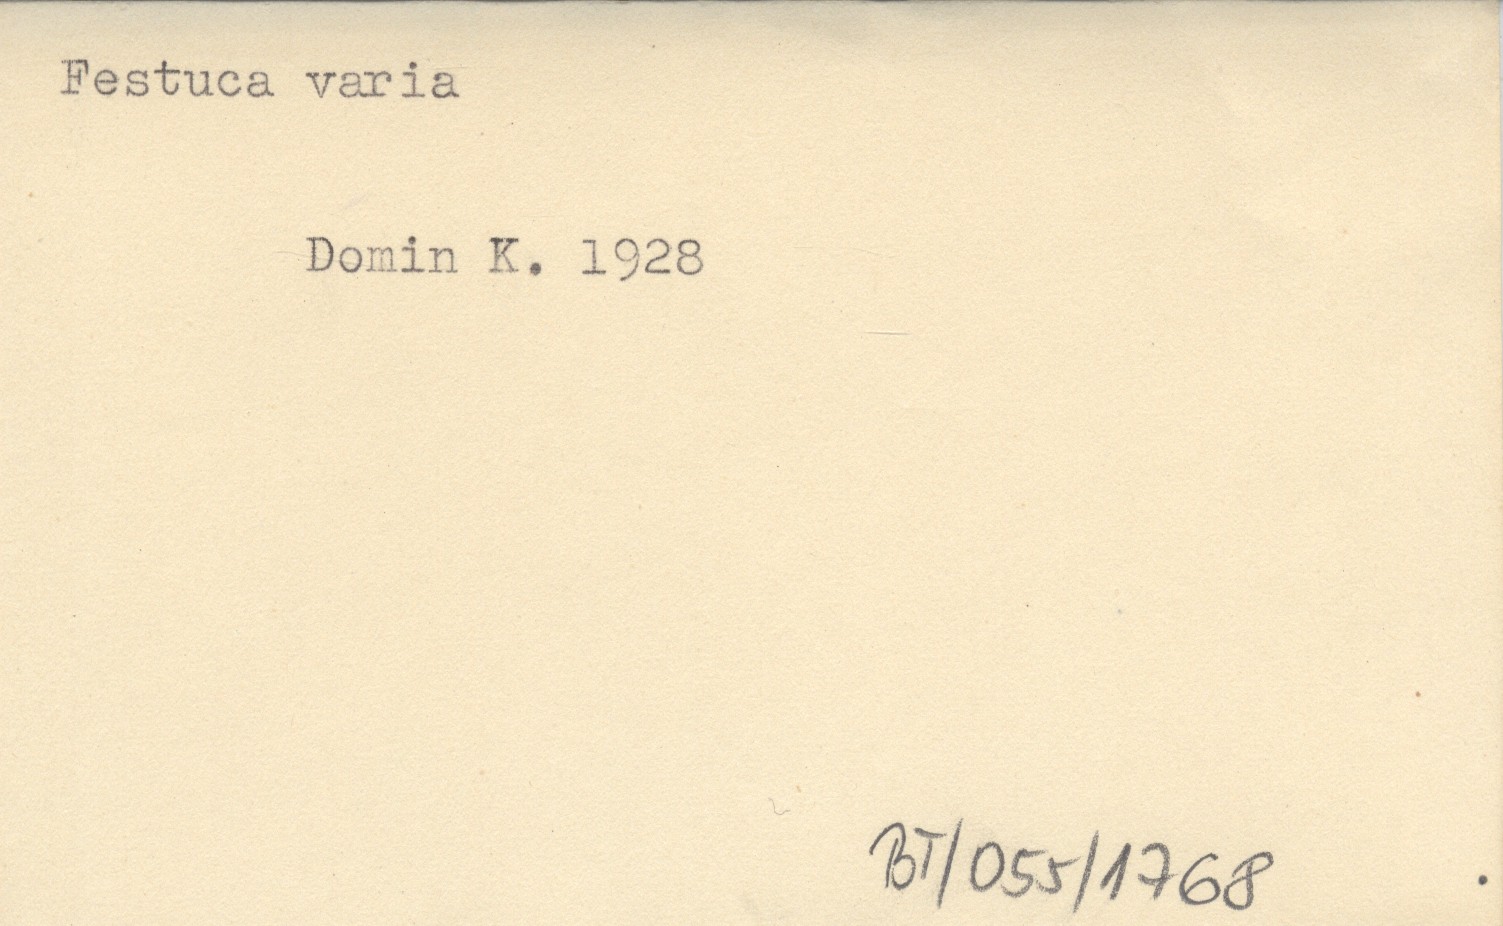 Festuca varia
Domin K. 1928
BT/055/1768